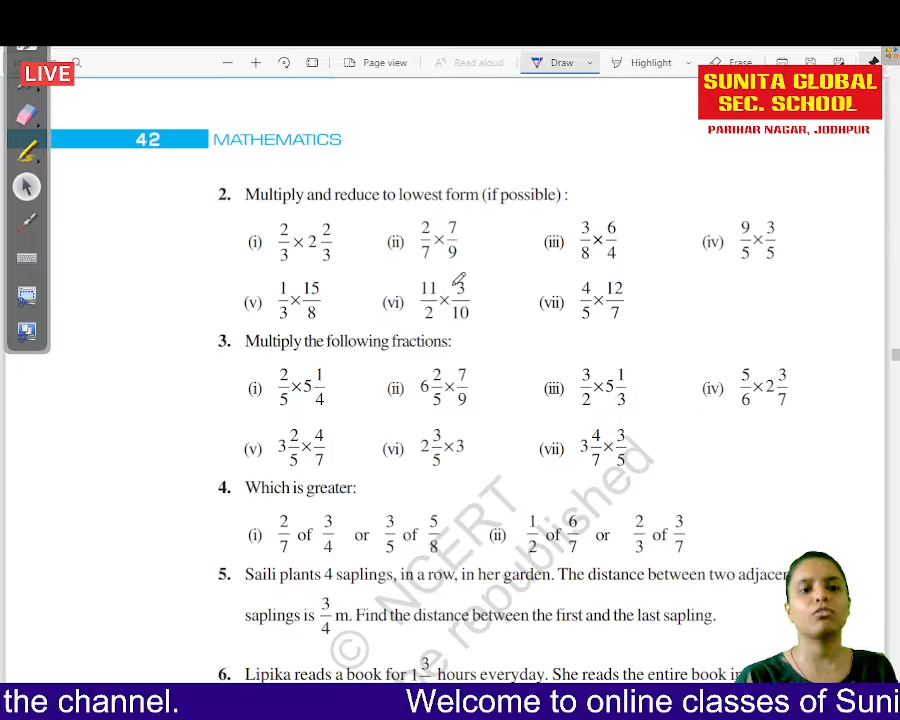 Page view
Read aloud
Draw
Highlight
Erase
LIVE
SUNITA GLOBAL
SEC. SCHOOL
PARIHAR NAGAR, JODHPUR
42 MATHEMATICS
2. Multiply and reduce to lowest form (if possible) :
(i) 2/3 × 2 2/3 (ii) 2/7 × 7/9 (iii) 3/8 × 6/4 (iv) 9/5 × 3/5
(v) 1/3 × 15/8 (vi) 11/2 × 3/10 (vii) 4/5 × 12/7
3. Multiply the following fractions:
(i) 2/5 × 5 1/4 (ii) 6 2/5 × 7/9 (iii) 3/2 × 5 1/3 (iv) 5/6 × 2 3/7
(v) 3 2/5 × 4/7 (vi) 2 3/5 × 3 (vii) 3 4/7 × 3/5
4. Which is greater:
(i) 2/7 of 3/4 or 3/5 of 5/8 (ii) 1/2 of 6/7 or 2/3 of 3/7
5. Saili plants 4 saplings, in a row, in her garden. The distance between two
saplings is 3/4 m. Find the distance between the first and the last sapling.
6. Lipika reads a book for 1 3 hours everyday. She reads the entire book in
© NCERT
republished
the channel. Welcome to online classes of Suni